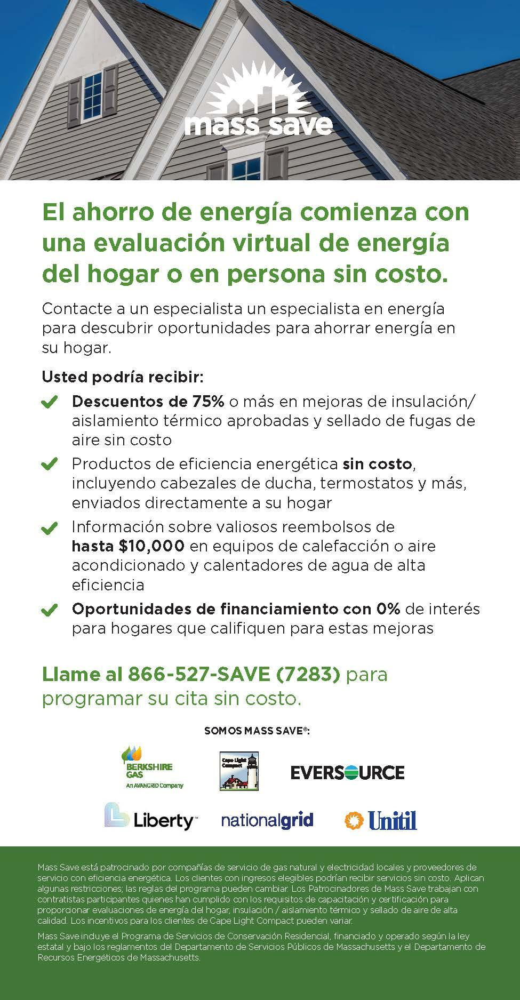 mass save
El ahorro de energía comienza con
una evaluación virtual de energía
del hogar o en persona sin costo.
Contacte a un especialista un especialista en energía
para descubrir oportunidades para ahorrar energía en
su hogar.
Usted podría recibir:
Descuentos de 75% o más en mejoras de insulación/
aislamiento térmico aprobadas y sellado de fugas de
aire sin costo
Productos de eficiencia energética sin costo,
incluyendo cabezales de ducha, termostatos y más,
enviados directamente a su hogar
Información sobre valiosos reembolsos de
hasta $10,000 en equipos de calefacción o aire
acondicionado y calentadores de agua de alta
eficiencia
Oportunidades de financiamiento con 0% de interés
para hogares que califiquen para estas mejoras
Llame al 866-527-SAVE (7283) para
programar su cita sin costo.
SOMOS MASS SAVE®:
BERKSHIRE
GAS
An AVANGRID Company
Cape Light
Compact
EVERSOURCE
Liberty™
nationalgrid
Unitil
Mass Save está patrocinado por compañías de servicio de gas natural y electricidad locales y proveedores de
servicio con eficiencia energética. Los clientes con ingresos elegibles podrían recibir servicios sin costo. Aplican
algunas restricciones; las reglas del programa pueden cambiar. Los Patrocinadores de Mass Save trabajan con
contratistas participantes quienes han cumplido con los requisitos de capacitación y certificación para
proporcionar evaluaciones de energía del hogar, insulación / aislamiento térmico y sellado de aire de alta
calidad. Los incentivos para los clientes de Cape Light Compact pueden variar.
Mass Save incluye el Programa de Servicios de Conservación Residencial, financiado y operado según la ley
estatal y bajo los reglamentos del Departamento de Servicios Públicos de Massachusetts y el Departamento de
Recursos Energéticos de Massachusetts.